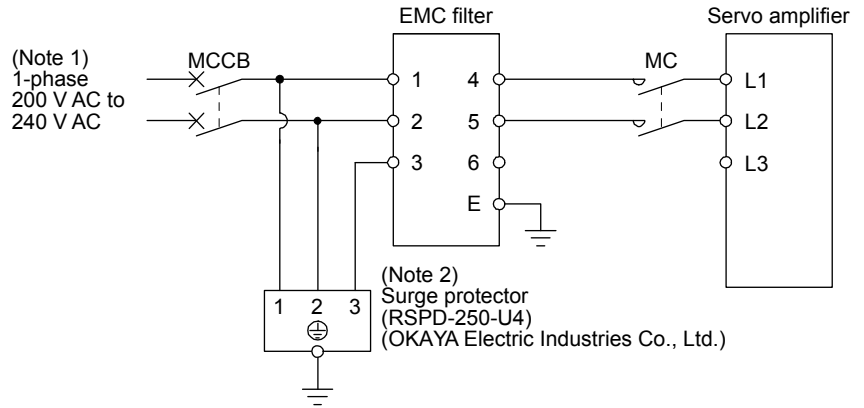 EMC filter
Servo amplifier
(Note 1)
1-phase
200 V AC to
240 V AC
MCCB
MC
1
4
L1
2
5
L2
3
6
L3
E
(Note 2)
Surge protector
(RSPD-250-U4)
(OKAYA Electric Industries Co., Ltd.)
1 2 3